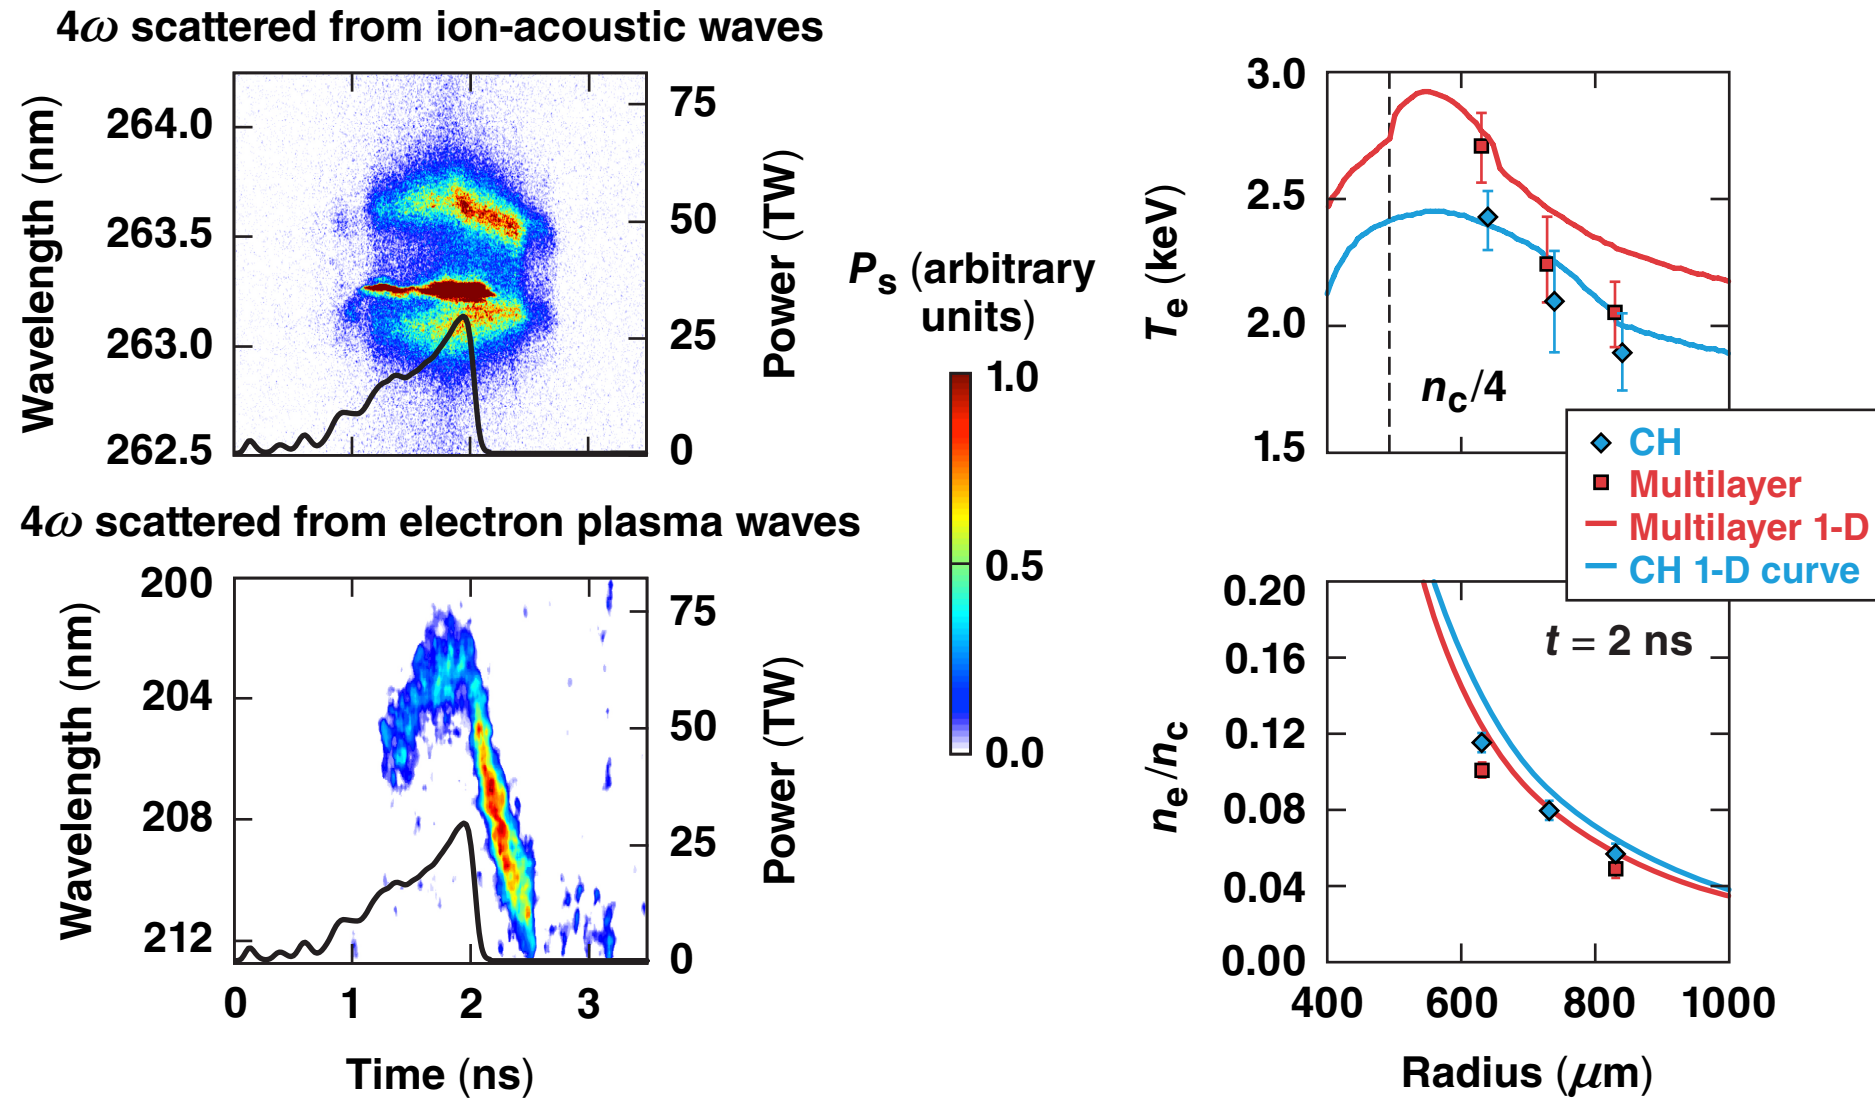 4ω scattered from ion-acoustic waves
Wavelength (nm)
264.0
263.5
263.0
262.5
75
50
25
0
Power (TW)
4ω scattered from electron plasma waves
Wavelength (nm)
200
204
208
212
75
50
25
0
Power (TW)
0 1 2 3
Time (ns)
Ps (arbitrary
units)
1.0
0.5
0.0
Te (keV)
3.0
2.5
2.0
1.5
nc/4
CH
Multilayer
Multilayer 1-D
CH 1-D curve
ne/nc
0.20
0.16
0.12
0.08
0.04
0.00
t = 2 ns
400 600 800 1000
Radius (μm)